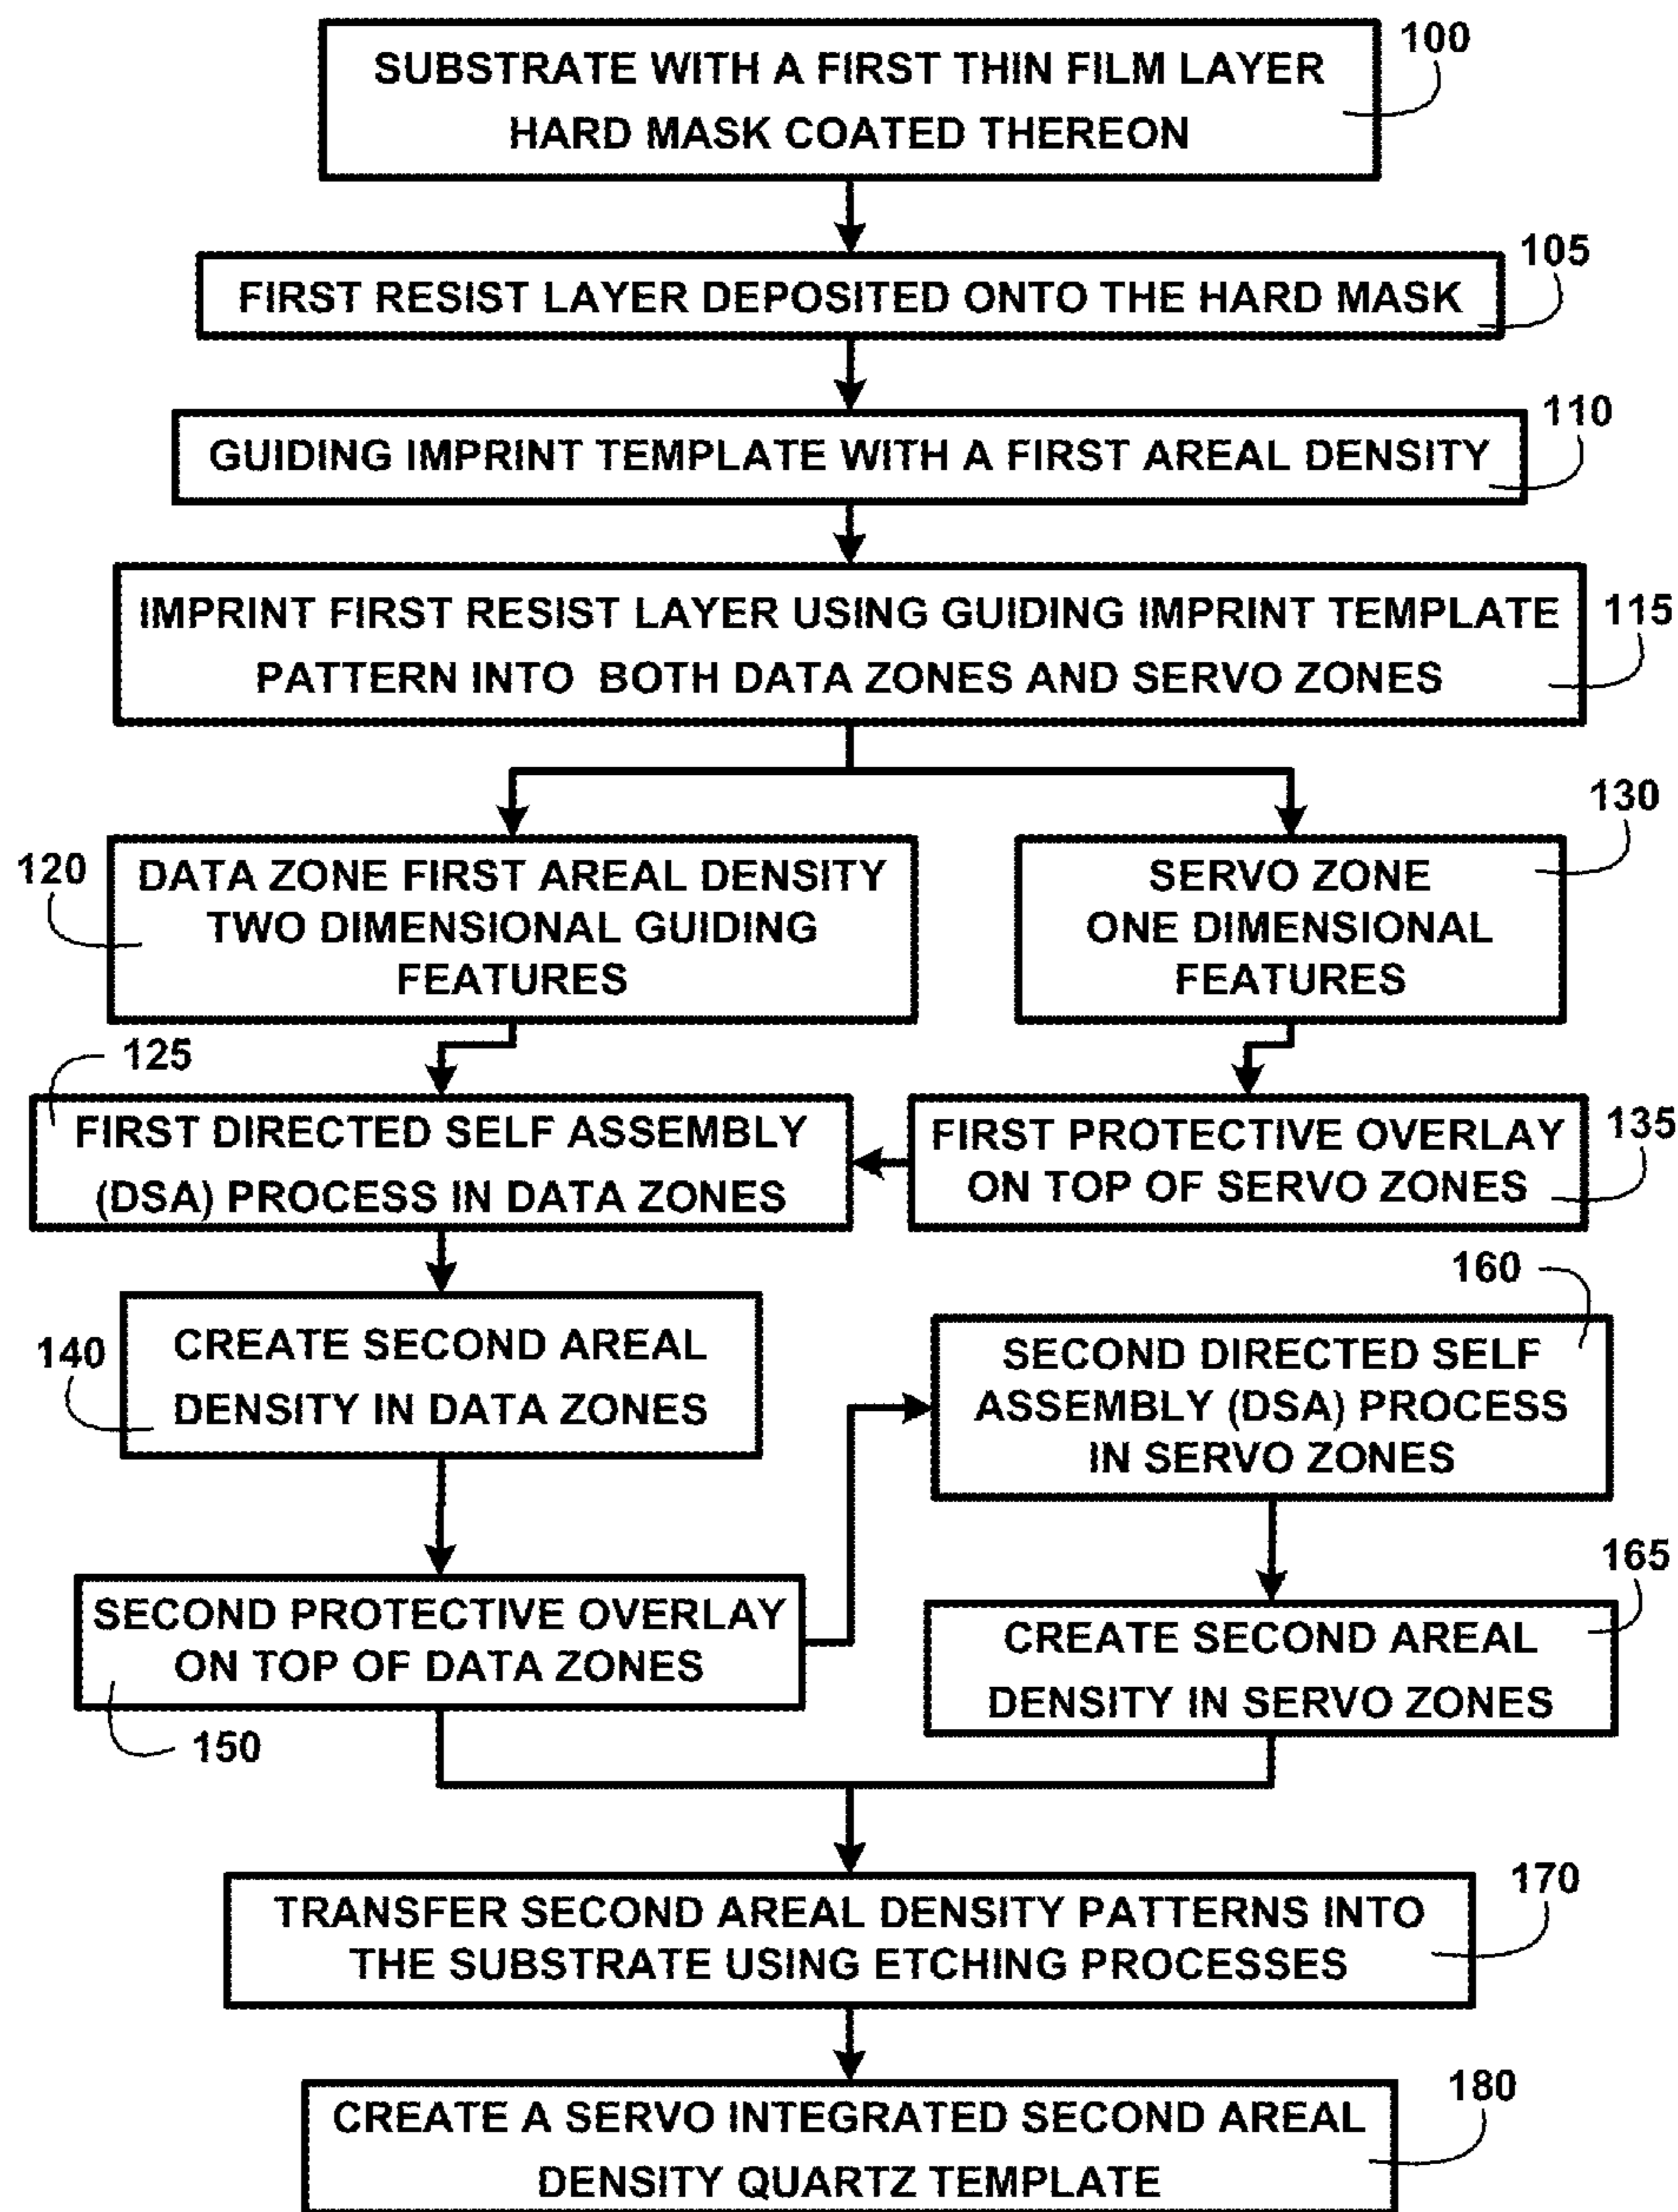 100
SUBSTRATE WITH A FIRST THIN FILM LAYER
HARD MASK COATED THEREON
105
FIRST RESIST LAYER DEPOSITED ONTO THE HARD MASK
110
GUIDING IMPRINT TEMPLATE WITH A FIRST AREAL DENSITY
115
IMPRINT FIRST RESIST LAYER USING GUIDING IMPRINT TEMPLATE
PATTERN INTO BOTH DATA ZONES AND SERVO ZONES
120
DATA ZONE FIRST AREAL DENSITY
TWO DIMENSIONAL GUIDING
FEATURES
130
SERVO ZONE
ONE DIMENSIONAL
FEATURES
125
FIRST DIRECTED SELF ASSEMBLY
(DSA) PROCESS IN DATA ZONES
135
FIRST PROTECTIVE OVERLAY
ON TOP OF SERVO ZONES
140
CREATE SECOND AREAL
DENSITY IN DATA ZONES
160
SECOND DIRECTED SELF
ASSEMBLY (DSA) PROCESS
IN SERVO ZONES
SECOND PROTECTIVE OVERLAY
ON TOP OF DATA ZONES
150
165
CREATE SECOND AREAL
DENSITY IN SERVO ZONES
170
TRANSFER SECOND AREAL DENSITY PATTERNS INTO
THE SUBSTRATE USING ETCHING PROCESSES
180
CREATE A SERVO INTEGRATED SECOND AREAL
DENSITY QUARTZ TEMPLATE